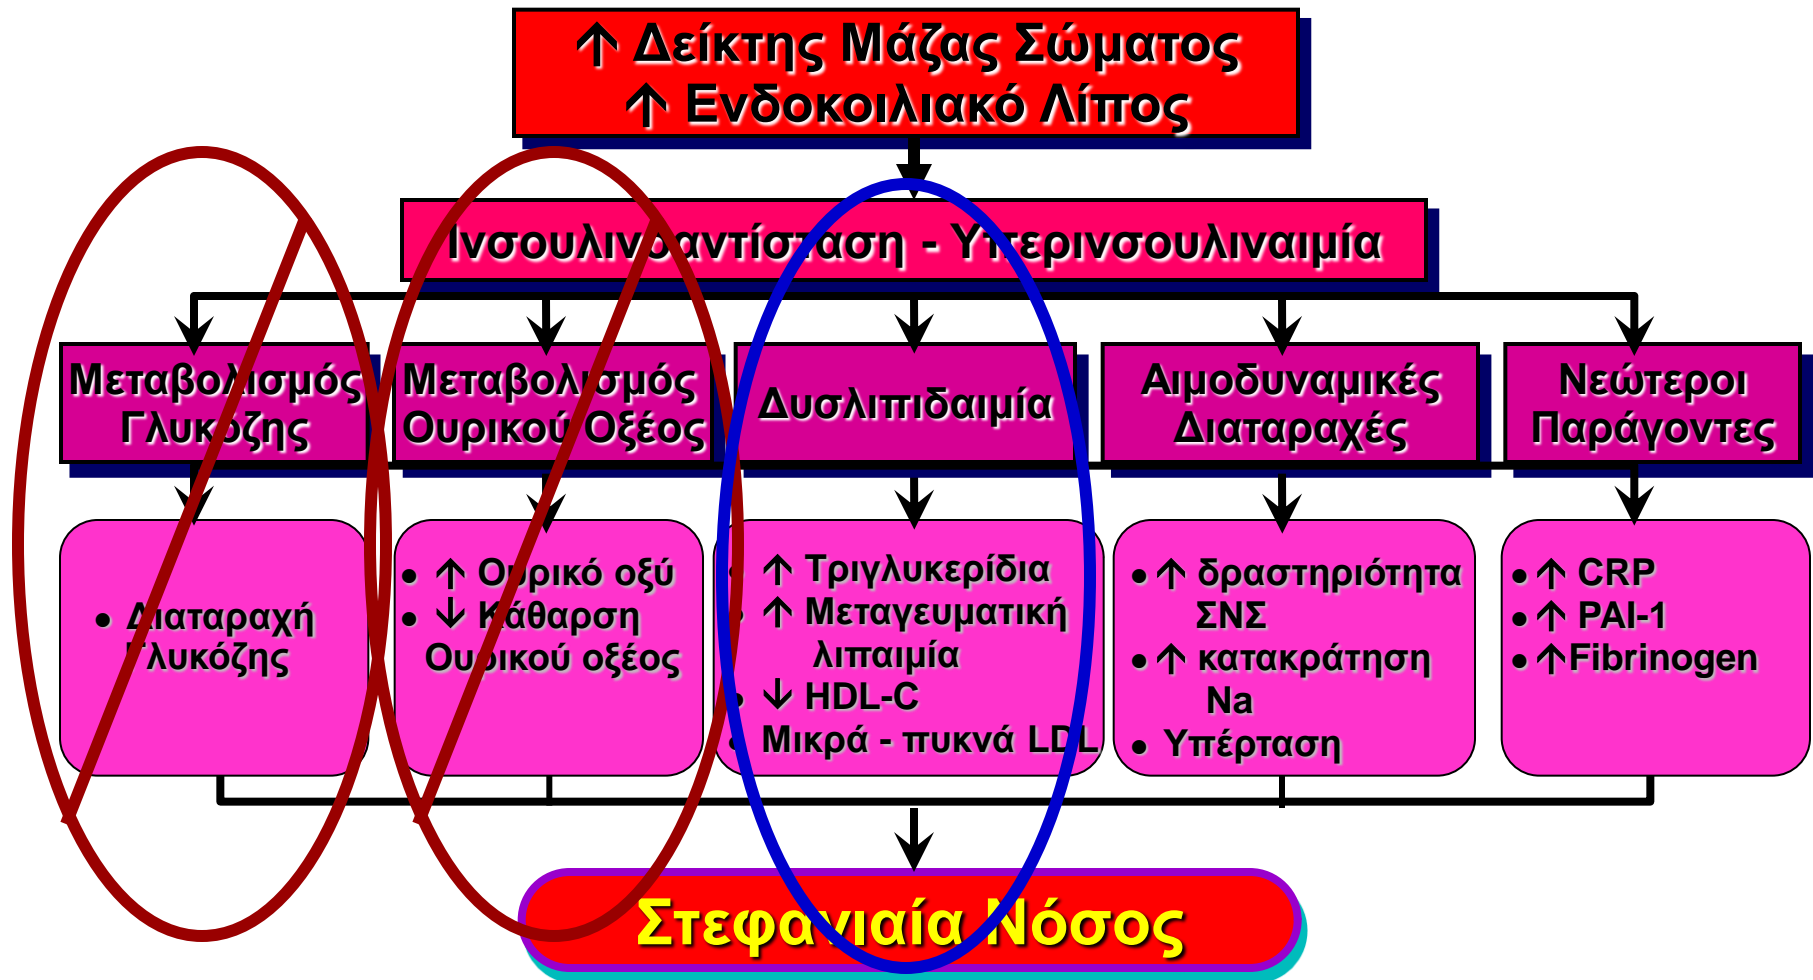 ↑ Δείκτης Μάζας Σώματος
↑ Ενδοκοιλιακό Λίπος
Ινσουλινοαντίσταση - Υπερινσουλιναιμία
Μεταβολισμός
Γλυκόζης
Μεταβολισμός
Ουρικού Οξέος
Δυσλιπιδαιμία
Αιμοδυναμικές
Διαταραχές
Νεώτεροι
Παράγοντες
• Διαταραχή
Γλυκόζης
• ↑ Ουρικό οξύ
• ↓ Κάθαρση
Ουρικού οξέος
• ↑ Τριγλυκερίδια
• ↑ Μεταγευματική
λιπαιμία
• ↓ HDL-C
• Μικρά - πυκνά LDL
• ↑ δραστηριότητα
ΣΝΣ
• ↑ κατακράτηση
Na
• Υπέρταση
• ↑ CRP
• ↑ PAI-1
• ↑Fibrinogen
Στεφανιαία Νόσος